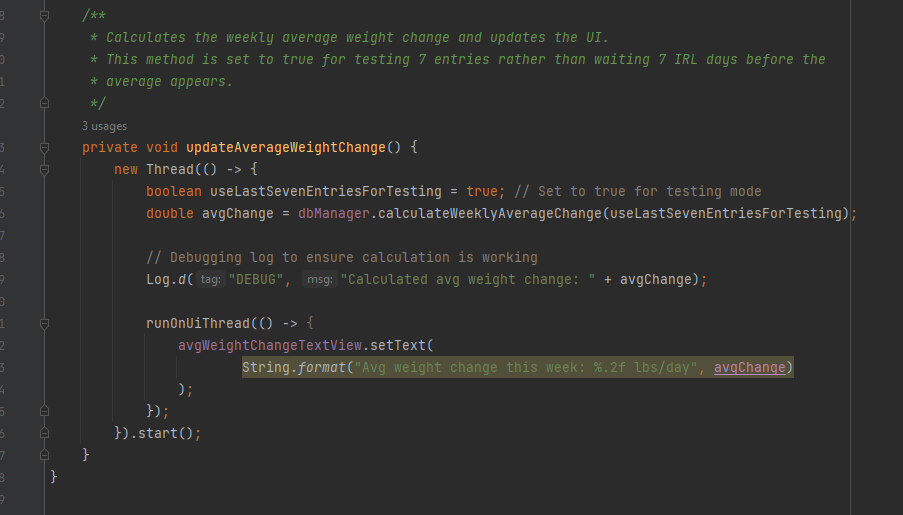 8 /**
9 * Calculates the weekly average weight change and updates the UI.
0 * This method is set to true for testing 7 entries rather than waiting 7 IRL days before the
1 * average appears.
2 */
3 usages
3 private void updateAverageWeightChange() {
4 new Thread(() -> {
5 boolean useLastSevenEntriesForTesting = true; // Set to true for testing mode
6 double avgChange = dbManager.calculateWeeklyAverageChange(useLastSevenEntriesForTesting);
7
8 // Debugging log to ensure calculation is working
9 Log.d( tag: "DEBUG", msg: "Calculated avg weight change: " + avgChange);
0
1 runOnUiThread(() -> {
2 avgWeightChangeTextView.setText(
3 String.format("Avg weight change this week: %.2f lbs/day", avgChange)
4 );
5 });
6 }).start();
7 }
8 }
9